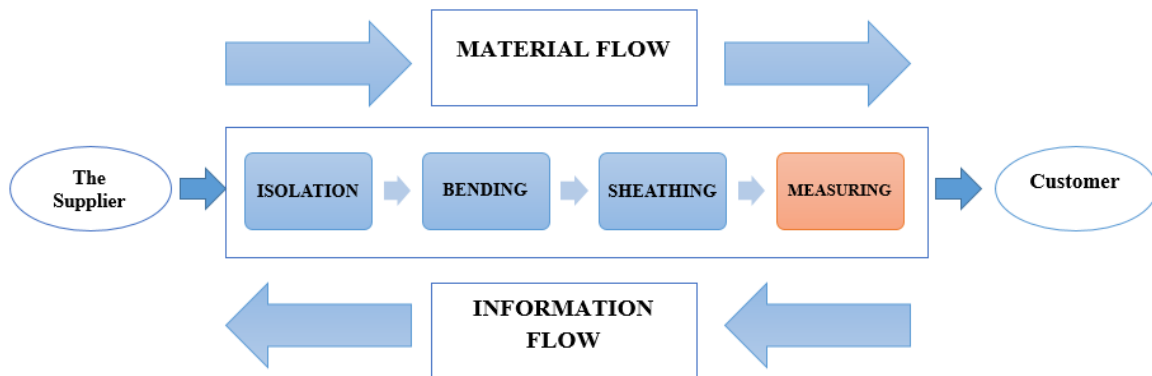 MATERIAL FLOW
The
Supplier
ISOLATION
BENDING
SHEATHING
MEASURING
Customer
INFORMATION
FLOW